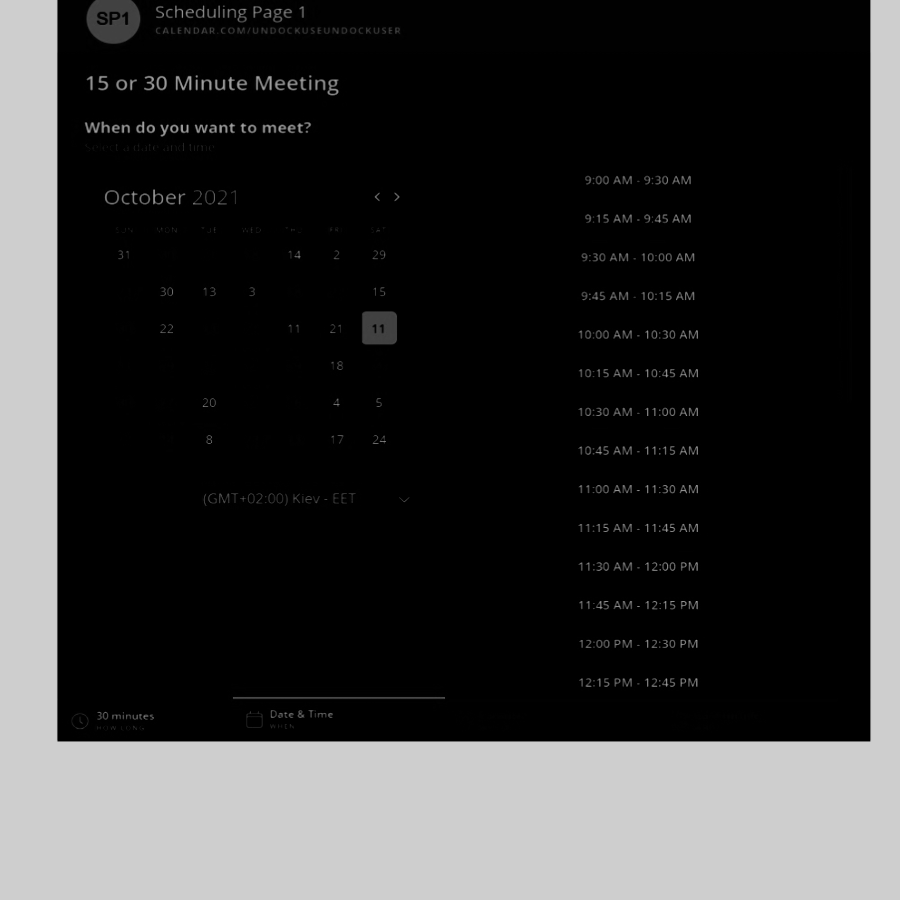 SP1
Scheduling Page 1
CALENDAR.COM/UNDOCKUSEUNDOCKUSER
15 or 30 Minute Meeting
When do you want to meet?
Select a date and time
October 2021
SUN MON TUE WED THU FRI SAT
31 14 2 29
30 13 3 15
22 11 21 11
18
20 4 5
8 17 24
(GMT+02:00) Kiev - EET
9:00 AM - 9:30 AM
9:15 AM - 9:45 AM
9:30 AM - 10:00 AM
9:45 AM - 10:15 AM
10:00 AM - 10:30 AM
10:15 AM - 10:45 AM
10:30 AM - 11:00 AM
10:45 AM - 11:15 AM
11:00 AM - 11:30 AM
11:15 AM - 11:45 AM
11:30 AM - 12:00 PM
11:45 AM - 12:15 PM
12:00 PM - 12:30 PM
12:15 PM - 12:45 PM
30 minutes
HOW LONG
Date & Time
WHEN